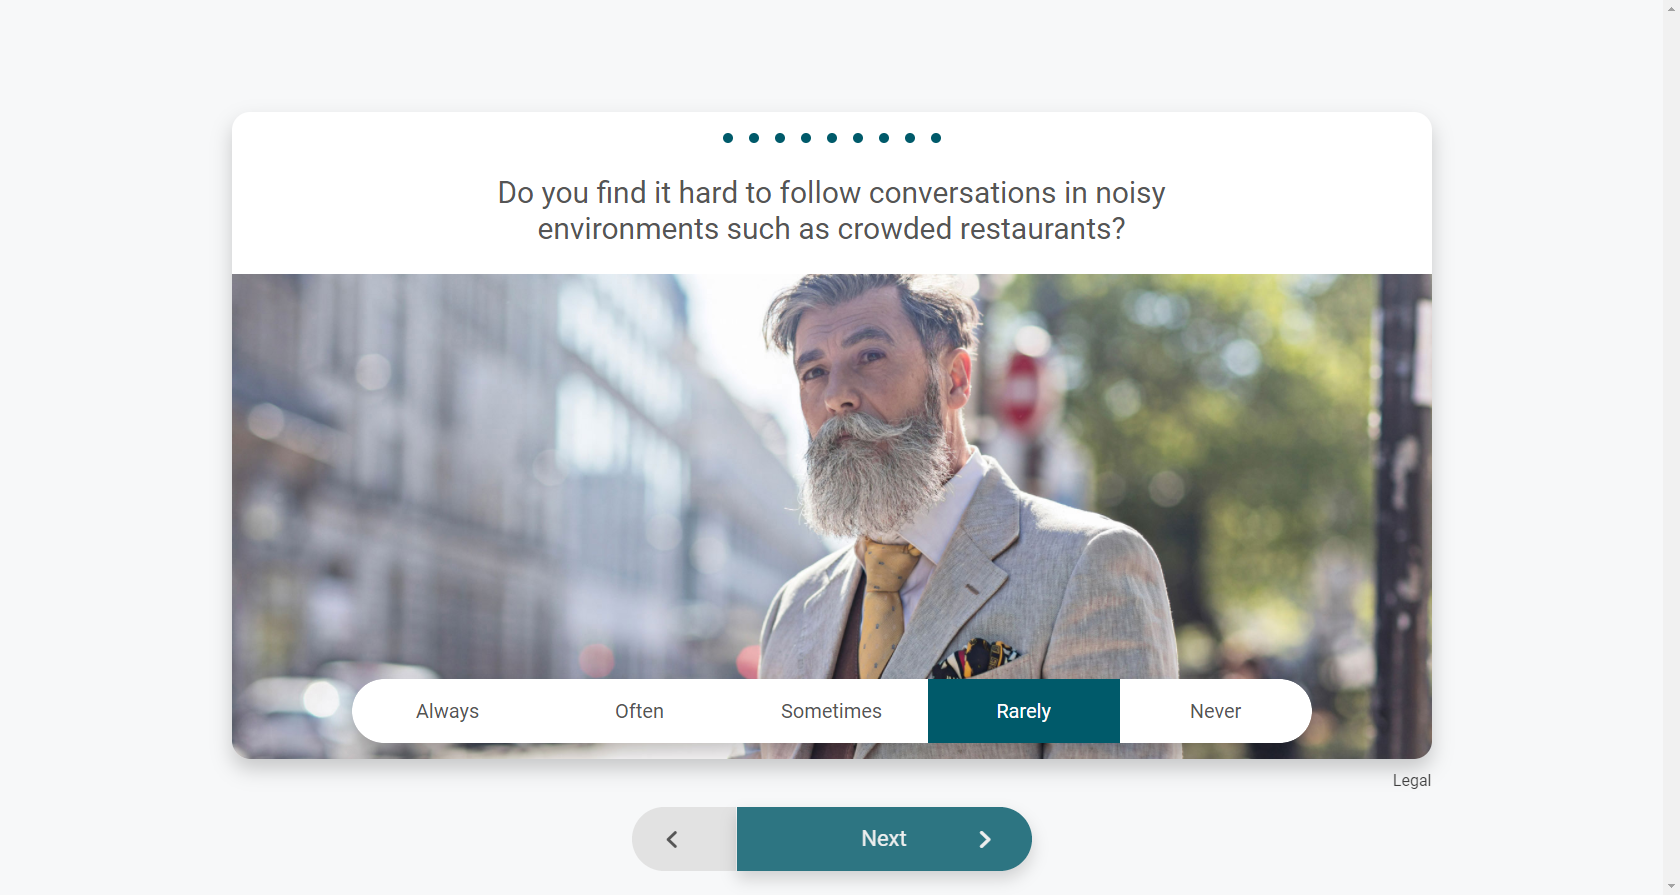 Do you find it hard to follow conversations in noisy
environments such as crowded restaurants?
Always Often Sometimes Rarely Never
Legal
Next